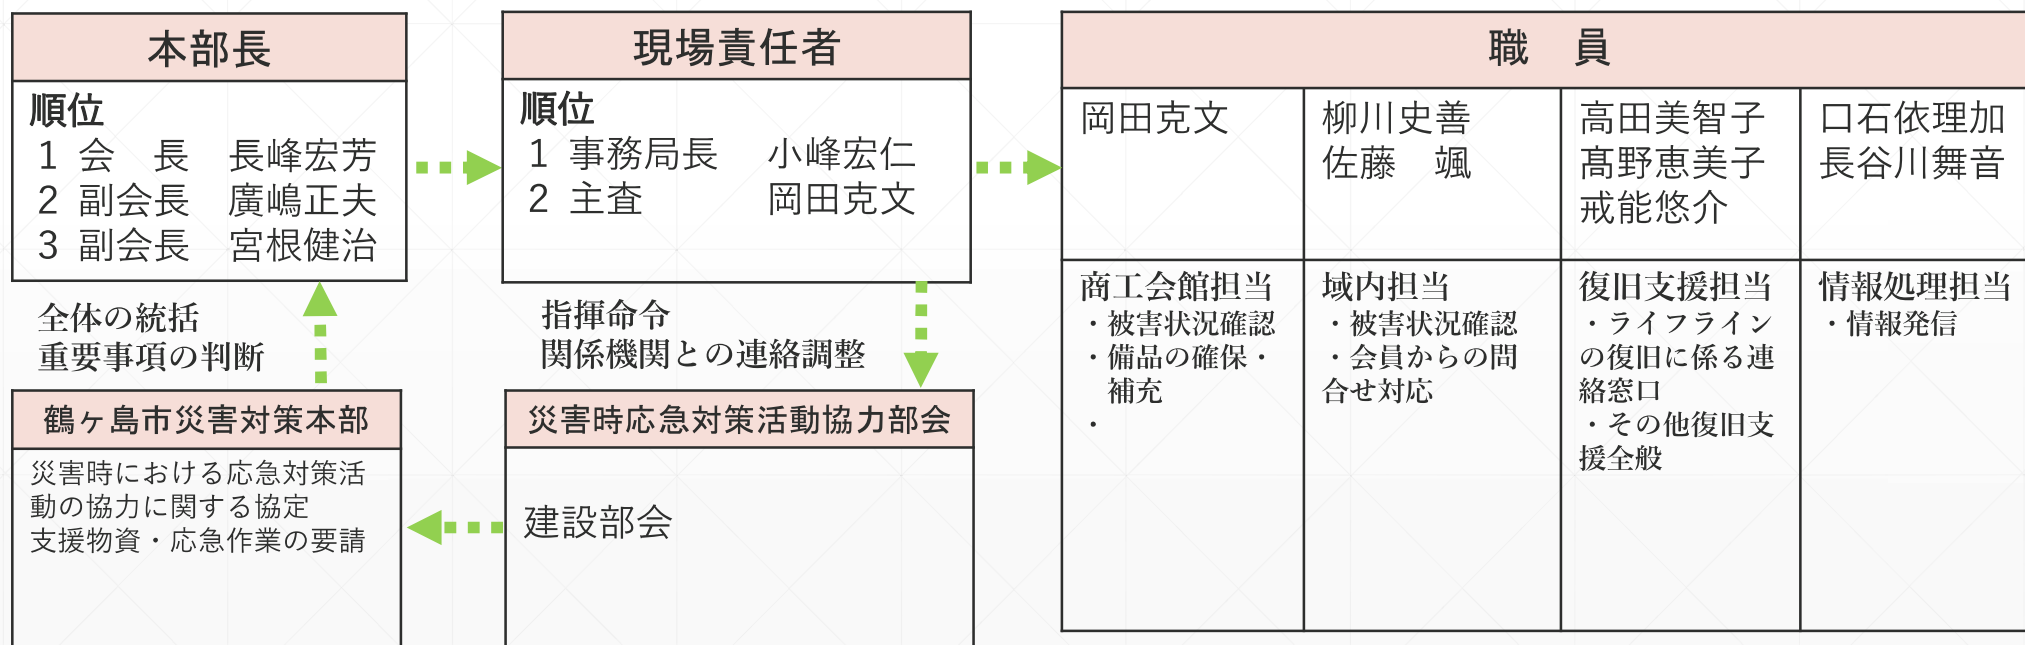 本部長
順位
1 会　長　長峰宏芳
2 副会長　廣嶋正夫
3 副会長　宮根健治
全体の統括
重要事項の判断
現場責任者
順位
1 事務局長　小峰宏仁
2 主査　岡田克文
指揮命令
関係機関との連絡調整
職　員
岡田克文
商工会館担当
・被害状況確認
・備品の確保・
補充
・
柳川史善
佐藤　颯
域内担当
・被害状況確認
・会員からの問
合せ対応
高田美智子
髙野恵美子
戒能悠介
復旧支援担当
・ライフライン
の復旧に係る連
絡窓口
・その他復旧支
援全般
口石依理加
長谷川舞音
情報処理担当
・情報発信
鶴ヶ島市災害対策本部
災害時における応急対策活
動の協力に関する協定
支援物資・応急作業の要請
災害時応急対策活動協力部会
建設部会